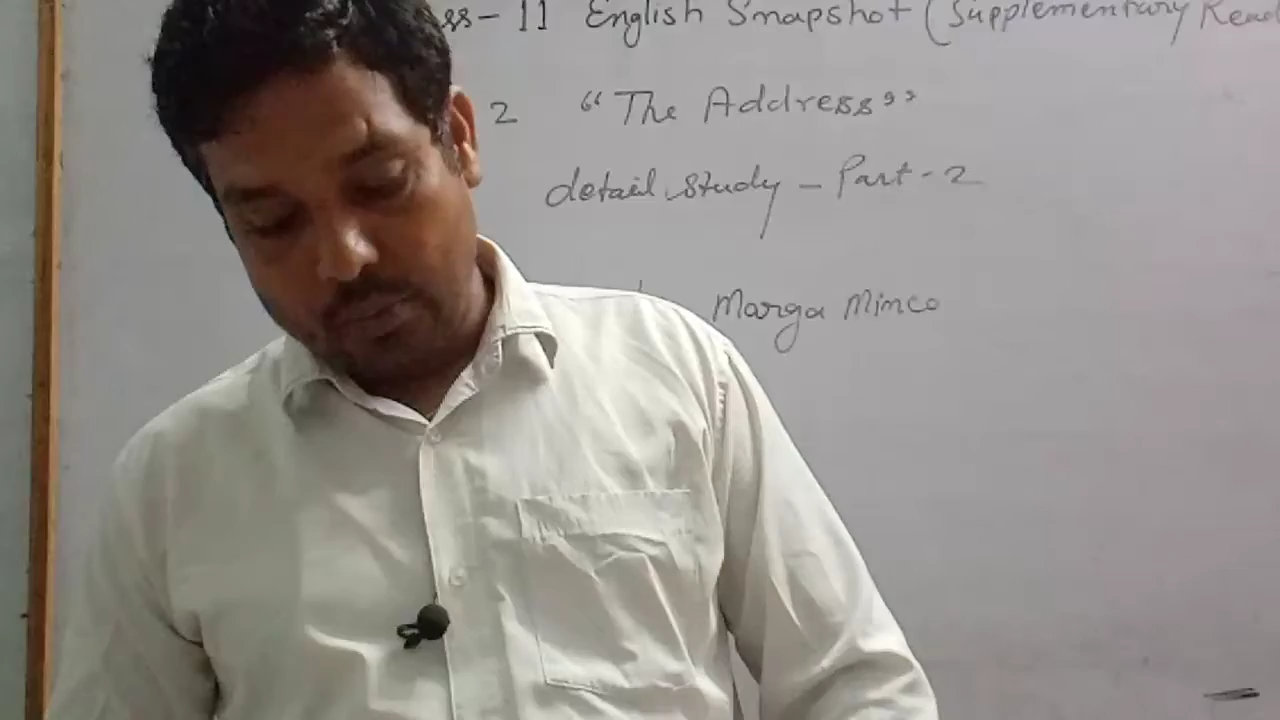 ss - 11 English Snapshot (Supplementary Read
2 “The Address”
detail study - Part - 2
Marga Minco